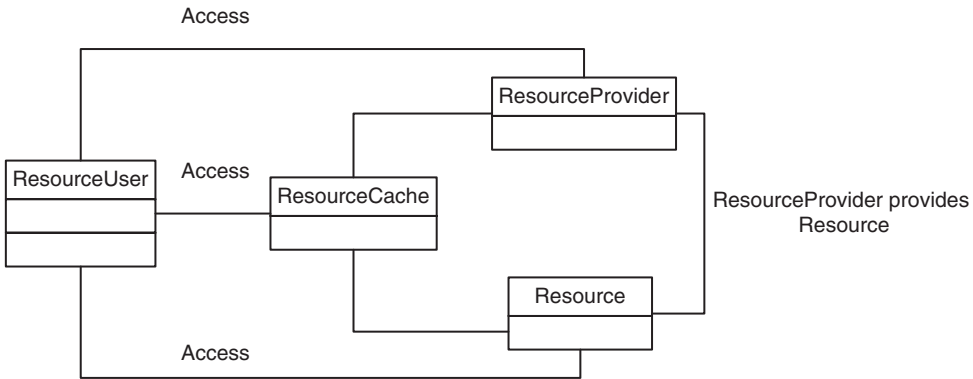 Access
ResourceProvider
ResourceUser
Access
ResourceCache
ResourceProvider provides
Resource
Resource
Access